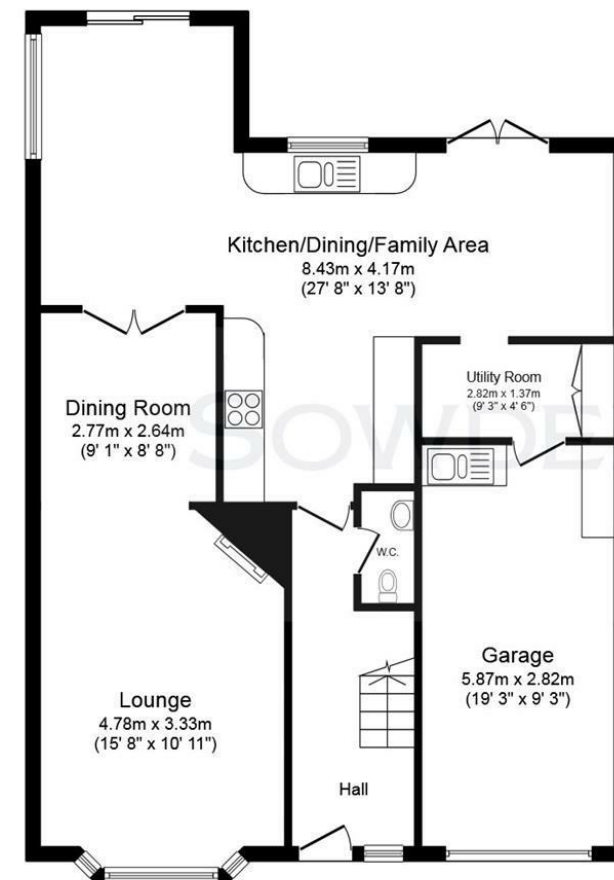 Kitchen/Dining/Family Area
8.43m x 4.17m
(27' 8" x 13' 8")
Utility Room
2.82m x 1.37m
(9' 3" x 4' 6")
Dining Room
2.77m x 2.64m
(9' 1" x 8' 8")
SOWDE
W.C.
Garage
5.87m x 2.82m
(19' 3" x 9' 3")
Lounge
4.78m x 3.33m
(15' 8" x 10' 11")
Hall